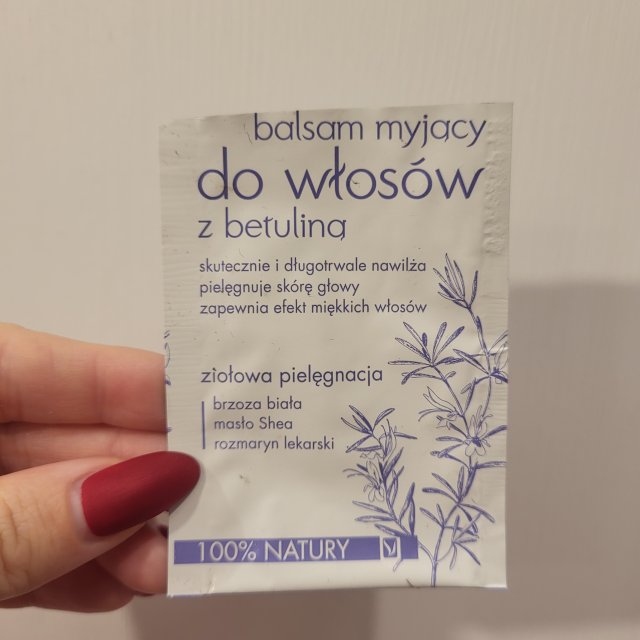 balsam myjący
do włosów
z betuliną
skutecznie i długotrwale nawilża
pielęgnuje skórę głowy
zapewnia efekt miękkich włosów
ziołowa pielęgnacja
brzoza biała
masło Shea
rozmaryn lekarski
100% NATURY